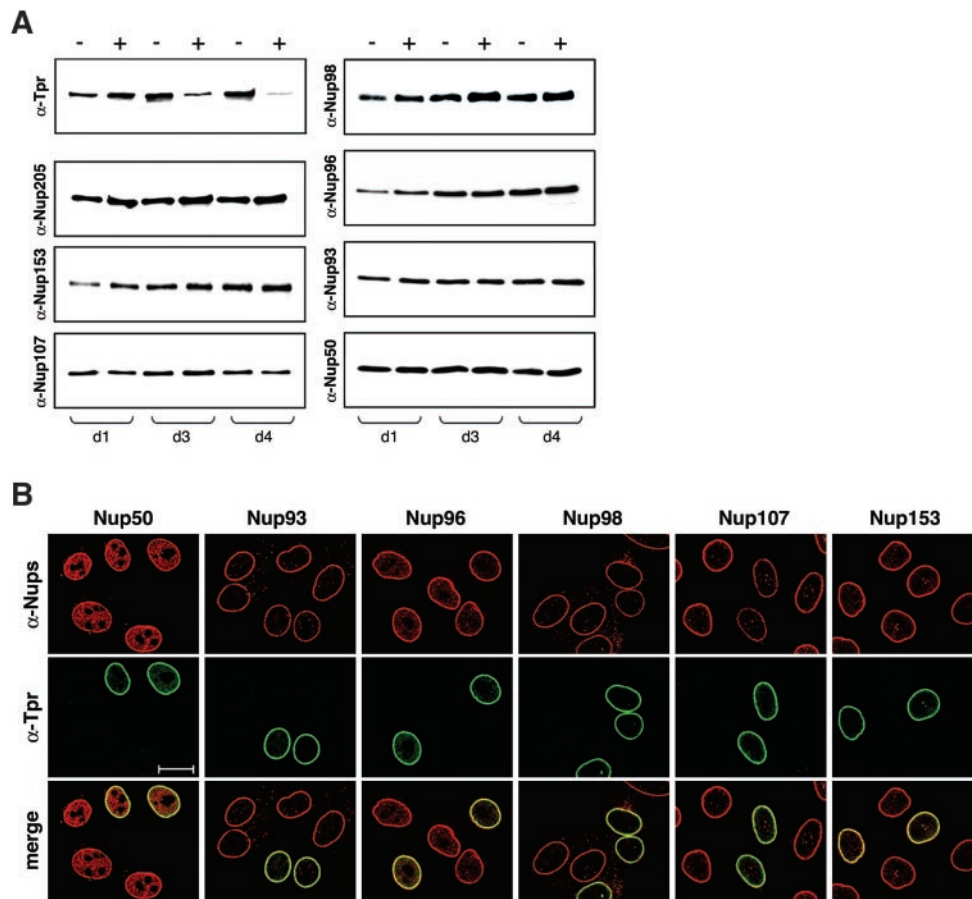 A
- + - + - +
- + - + - +
α-Tpr
α-Nup98
α-Nup205
α-Nup96
α-Nup153
α-Nup93
α-Nup107
α-Nup50
d1 d3 d4
d1 d3 d4
B
Nup50 Nup93 Nup96 Nup98 Nup107 Nup153
α-Nups
α-Tpr
merge